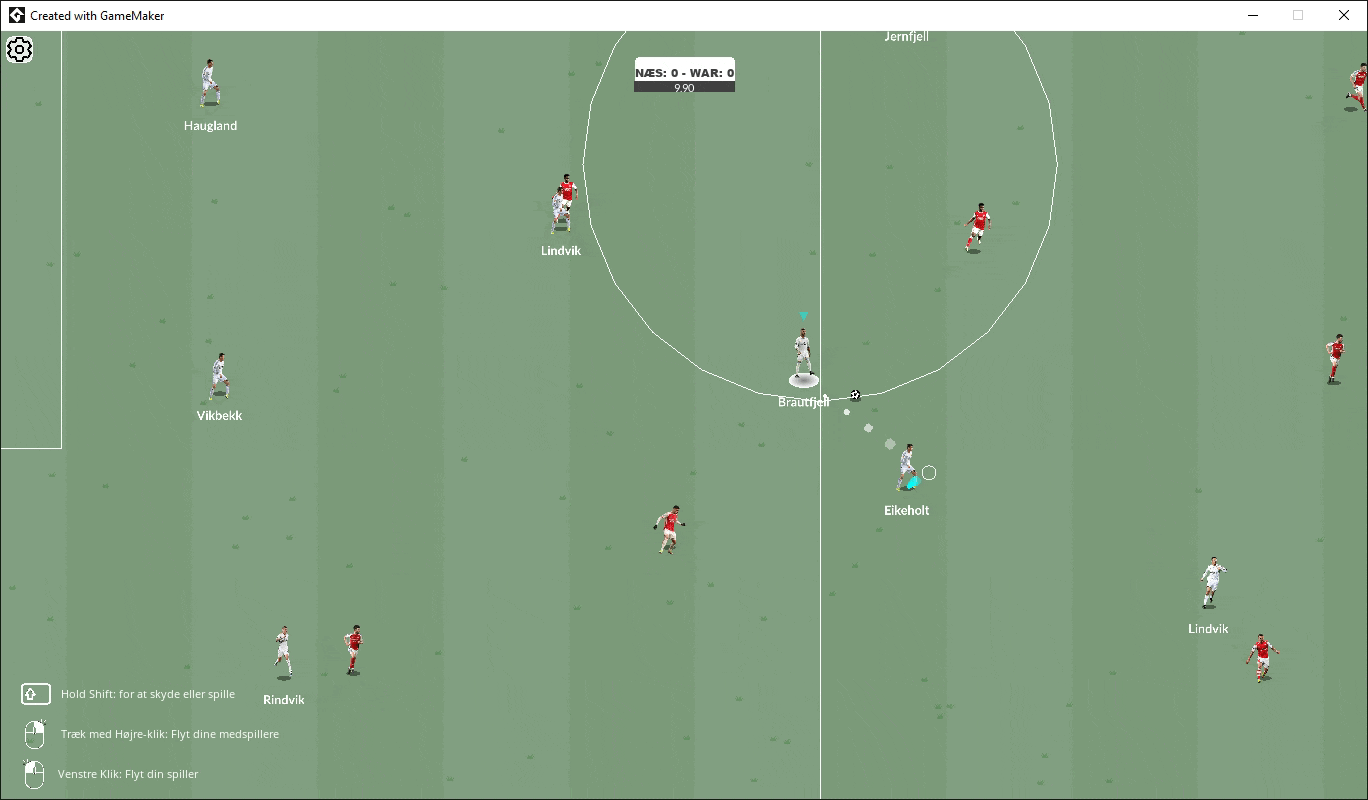 Created with GameMaker
Jernfjell
NÆS: 0 - WAR: 0
9.90
Haugland
Lindvik
Brautfjell
Vikbekk
Eikeholt
Lindvik
Rindvik
Hold Shift: for at skyde eller spille
Træk med Højre-klik: Flyt dine medspillere
Venstre Klik: Flyt din spiller